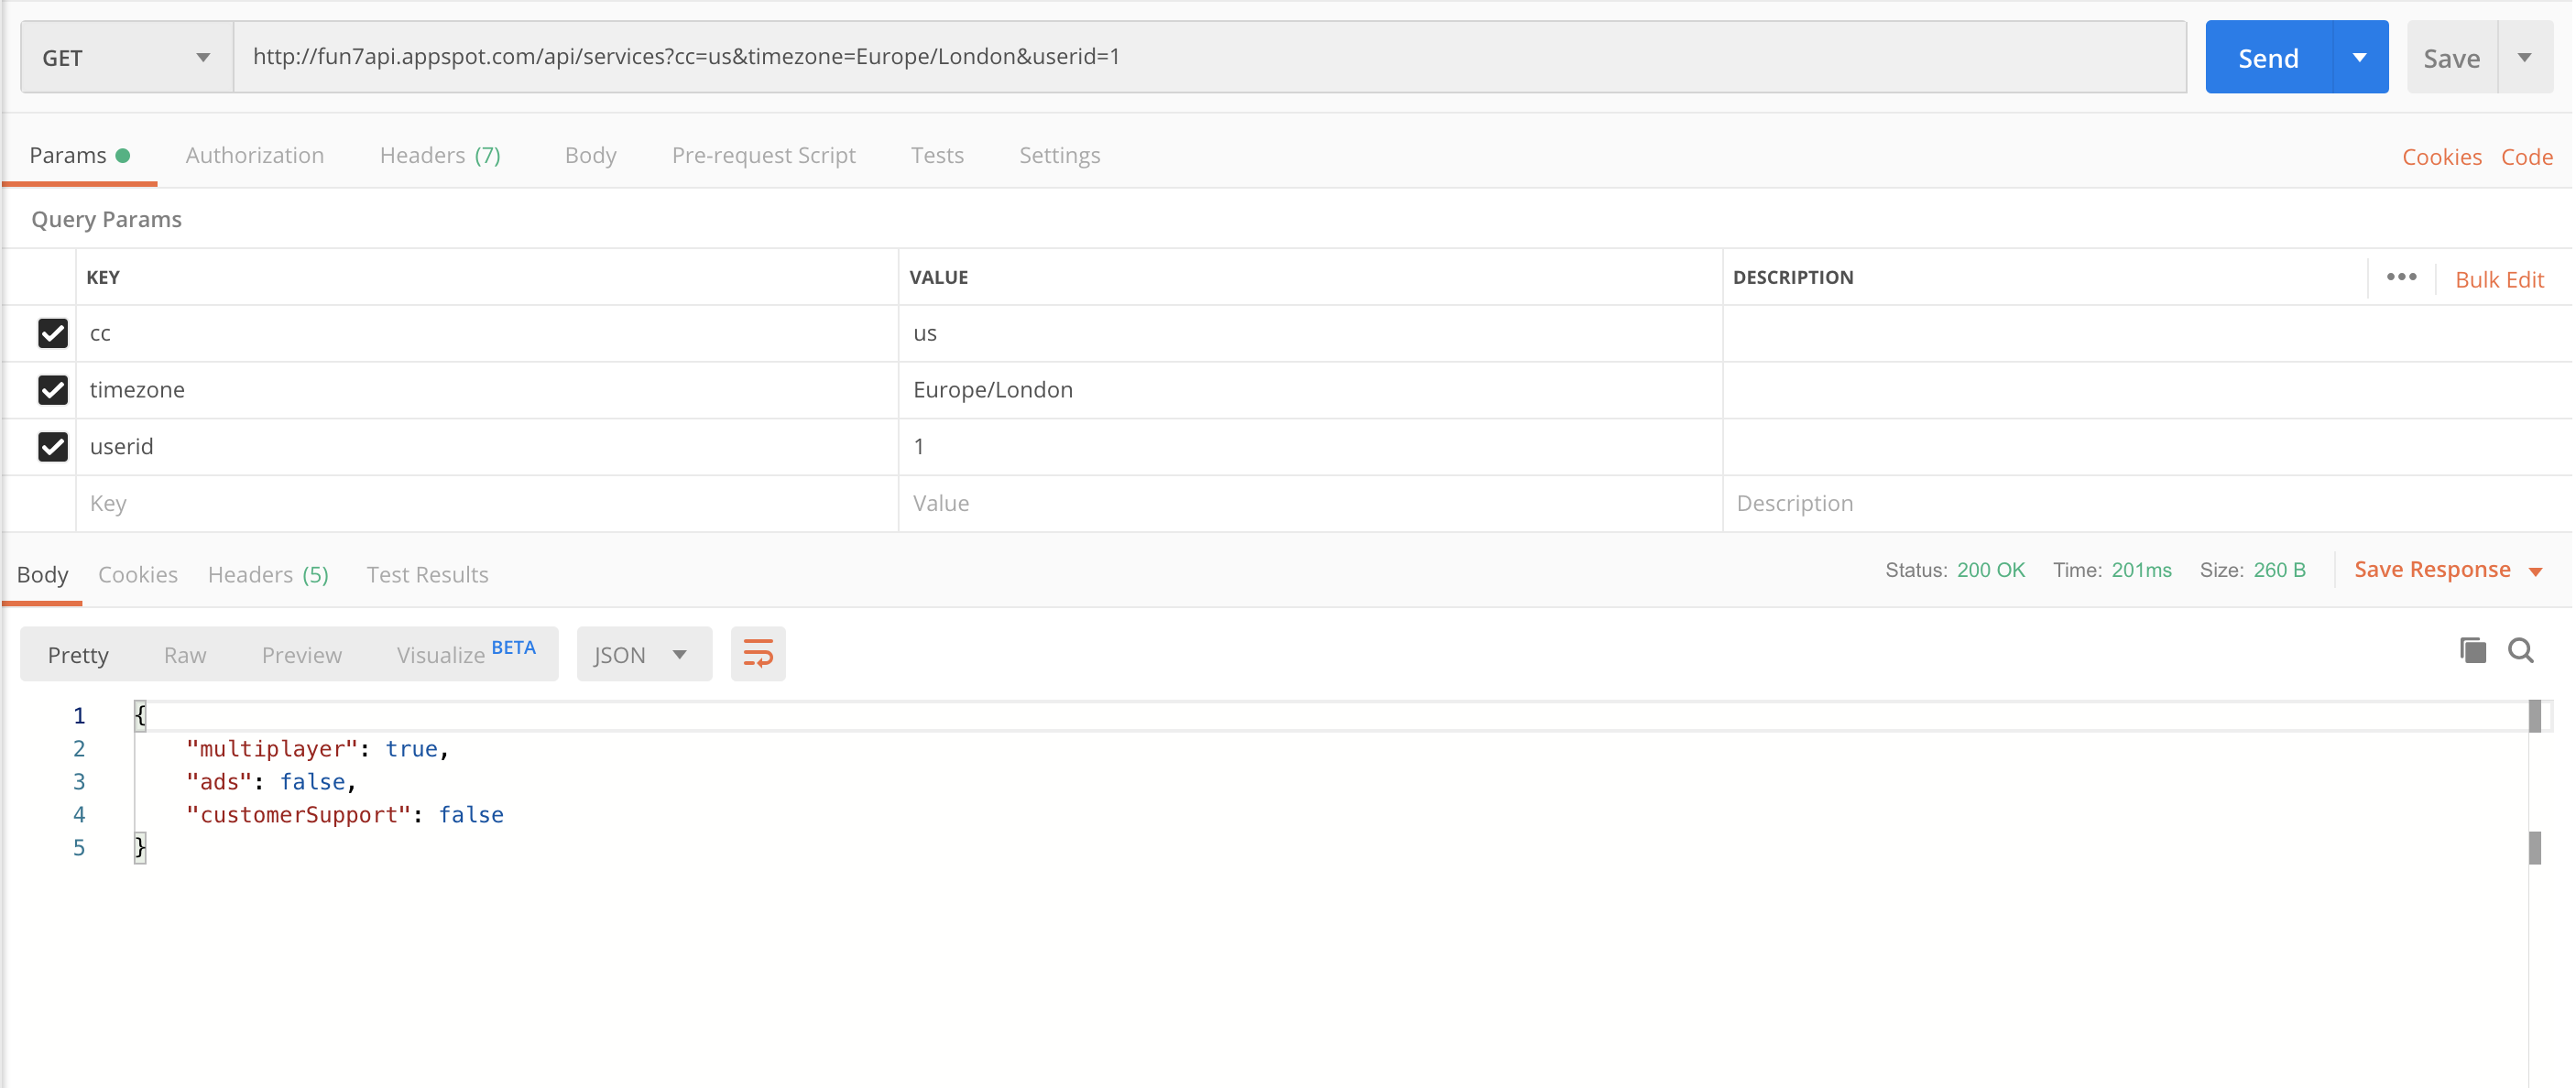 GET http://fun7api.appspot.com/api/services?cc=us&timezone=Europe/London&userid=1 Send Save
Params Authorization Headers (7) Body Pre-request Script Tests Settings Cookies Code
Query Params
KEY VALUE DESCRIPTION ••• Bulk Edit
cc us
timezone Europe/London
userid 1
Key Value Description
Body Cookies Headers (5) Test Results Status: 200 OK Time: 201ms Size: 260 B Save Response
Pretty Raw Preview Visualize BETA JSON
1 {
2 "multiplayer": true,
3 "ads": false,
4 "customerSupport": false
5 }